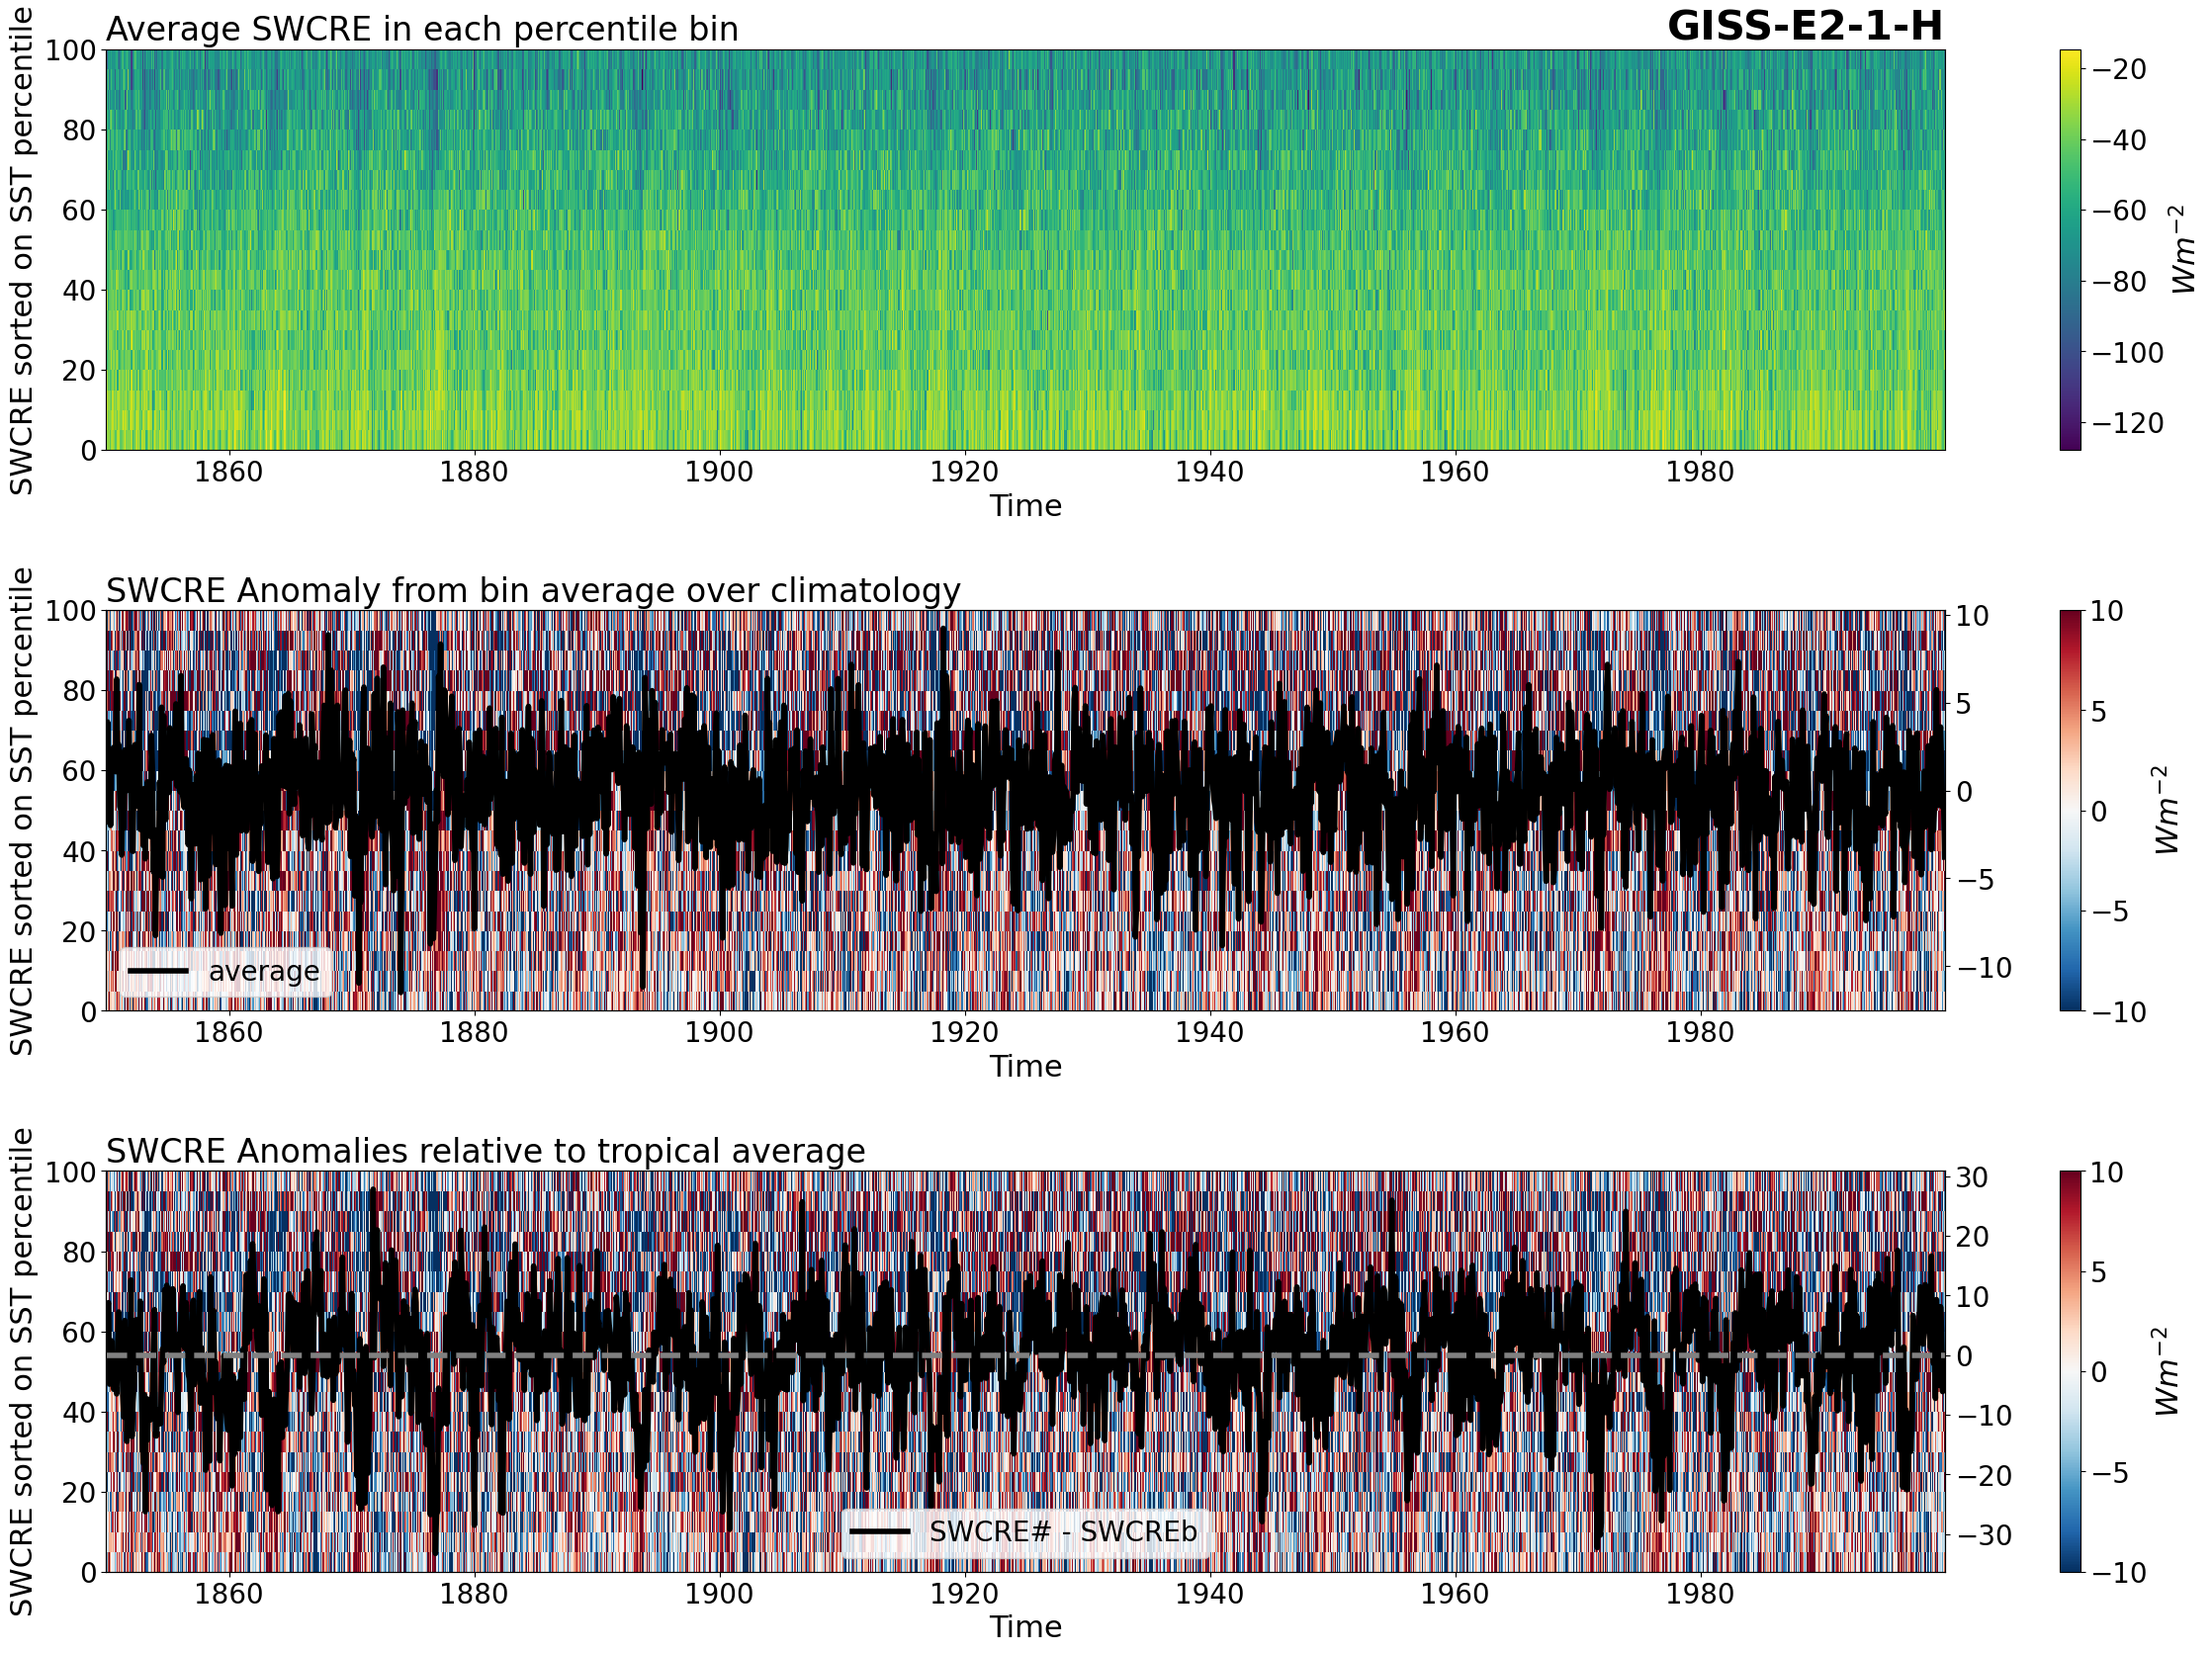 Average SWCRE in each percentile bin
GISS-E2-1-H
SWCRE sorted on SST percentile
100
80
60
40
20
0
1860 1880 1900 1920 1940 1960 1980
Time
−20
−40
−60
−80
−100
−120
Wm⁻²
SWCRE Anomaly from bin average over climatology
SWCRE sorted on SST percentile
100
80
60
40
20
0
average
10
5
0
−5
−10
1860 1880 1900 1920 1940 1960 1980
Time
10
5
0
−5
−10
Wm⁻²
SWCRE Anomalies relative to tropical average
SWCRE sorted on SST percentile
100
80
60
40
20
0
SWCRE# - SWCREb
30
20
10
0
−10
−20
−30
1860 1880 1900 1920 1940 1960 1980
Time
10
5
0
−5
−10
Wm⁻²